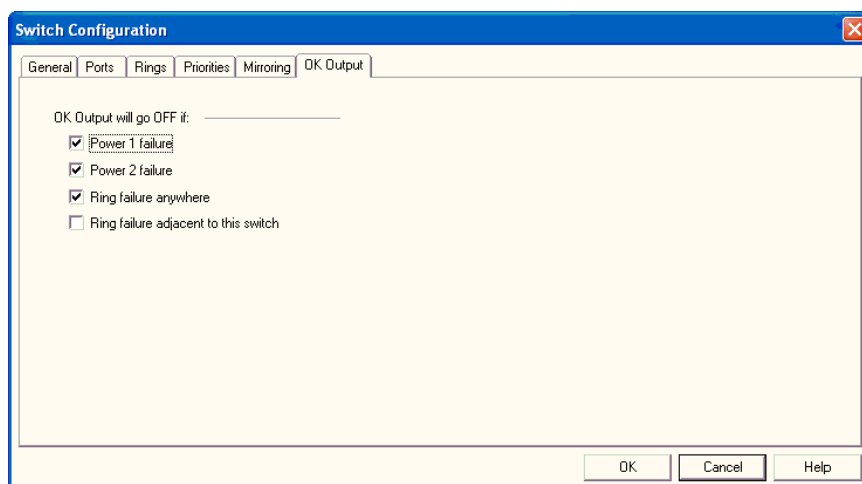 Switch Configuration
General Ports Rings Priorities Mirroring OK Output
OK Output will go OFF if:
Power 1 failure
Power 2 failure
Ring failure anywhere
Ring failure adjacent to this switch
OK Cancel Help